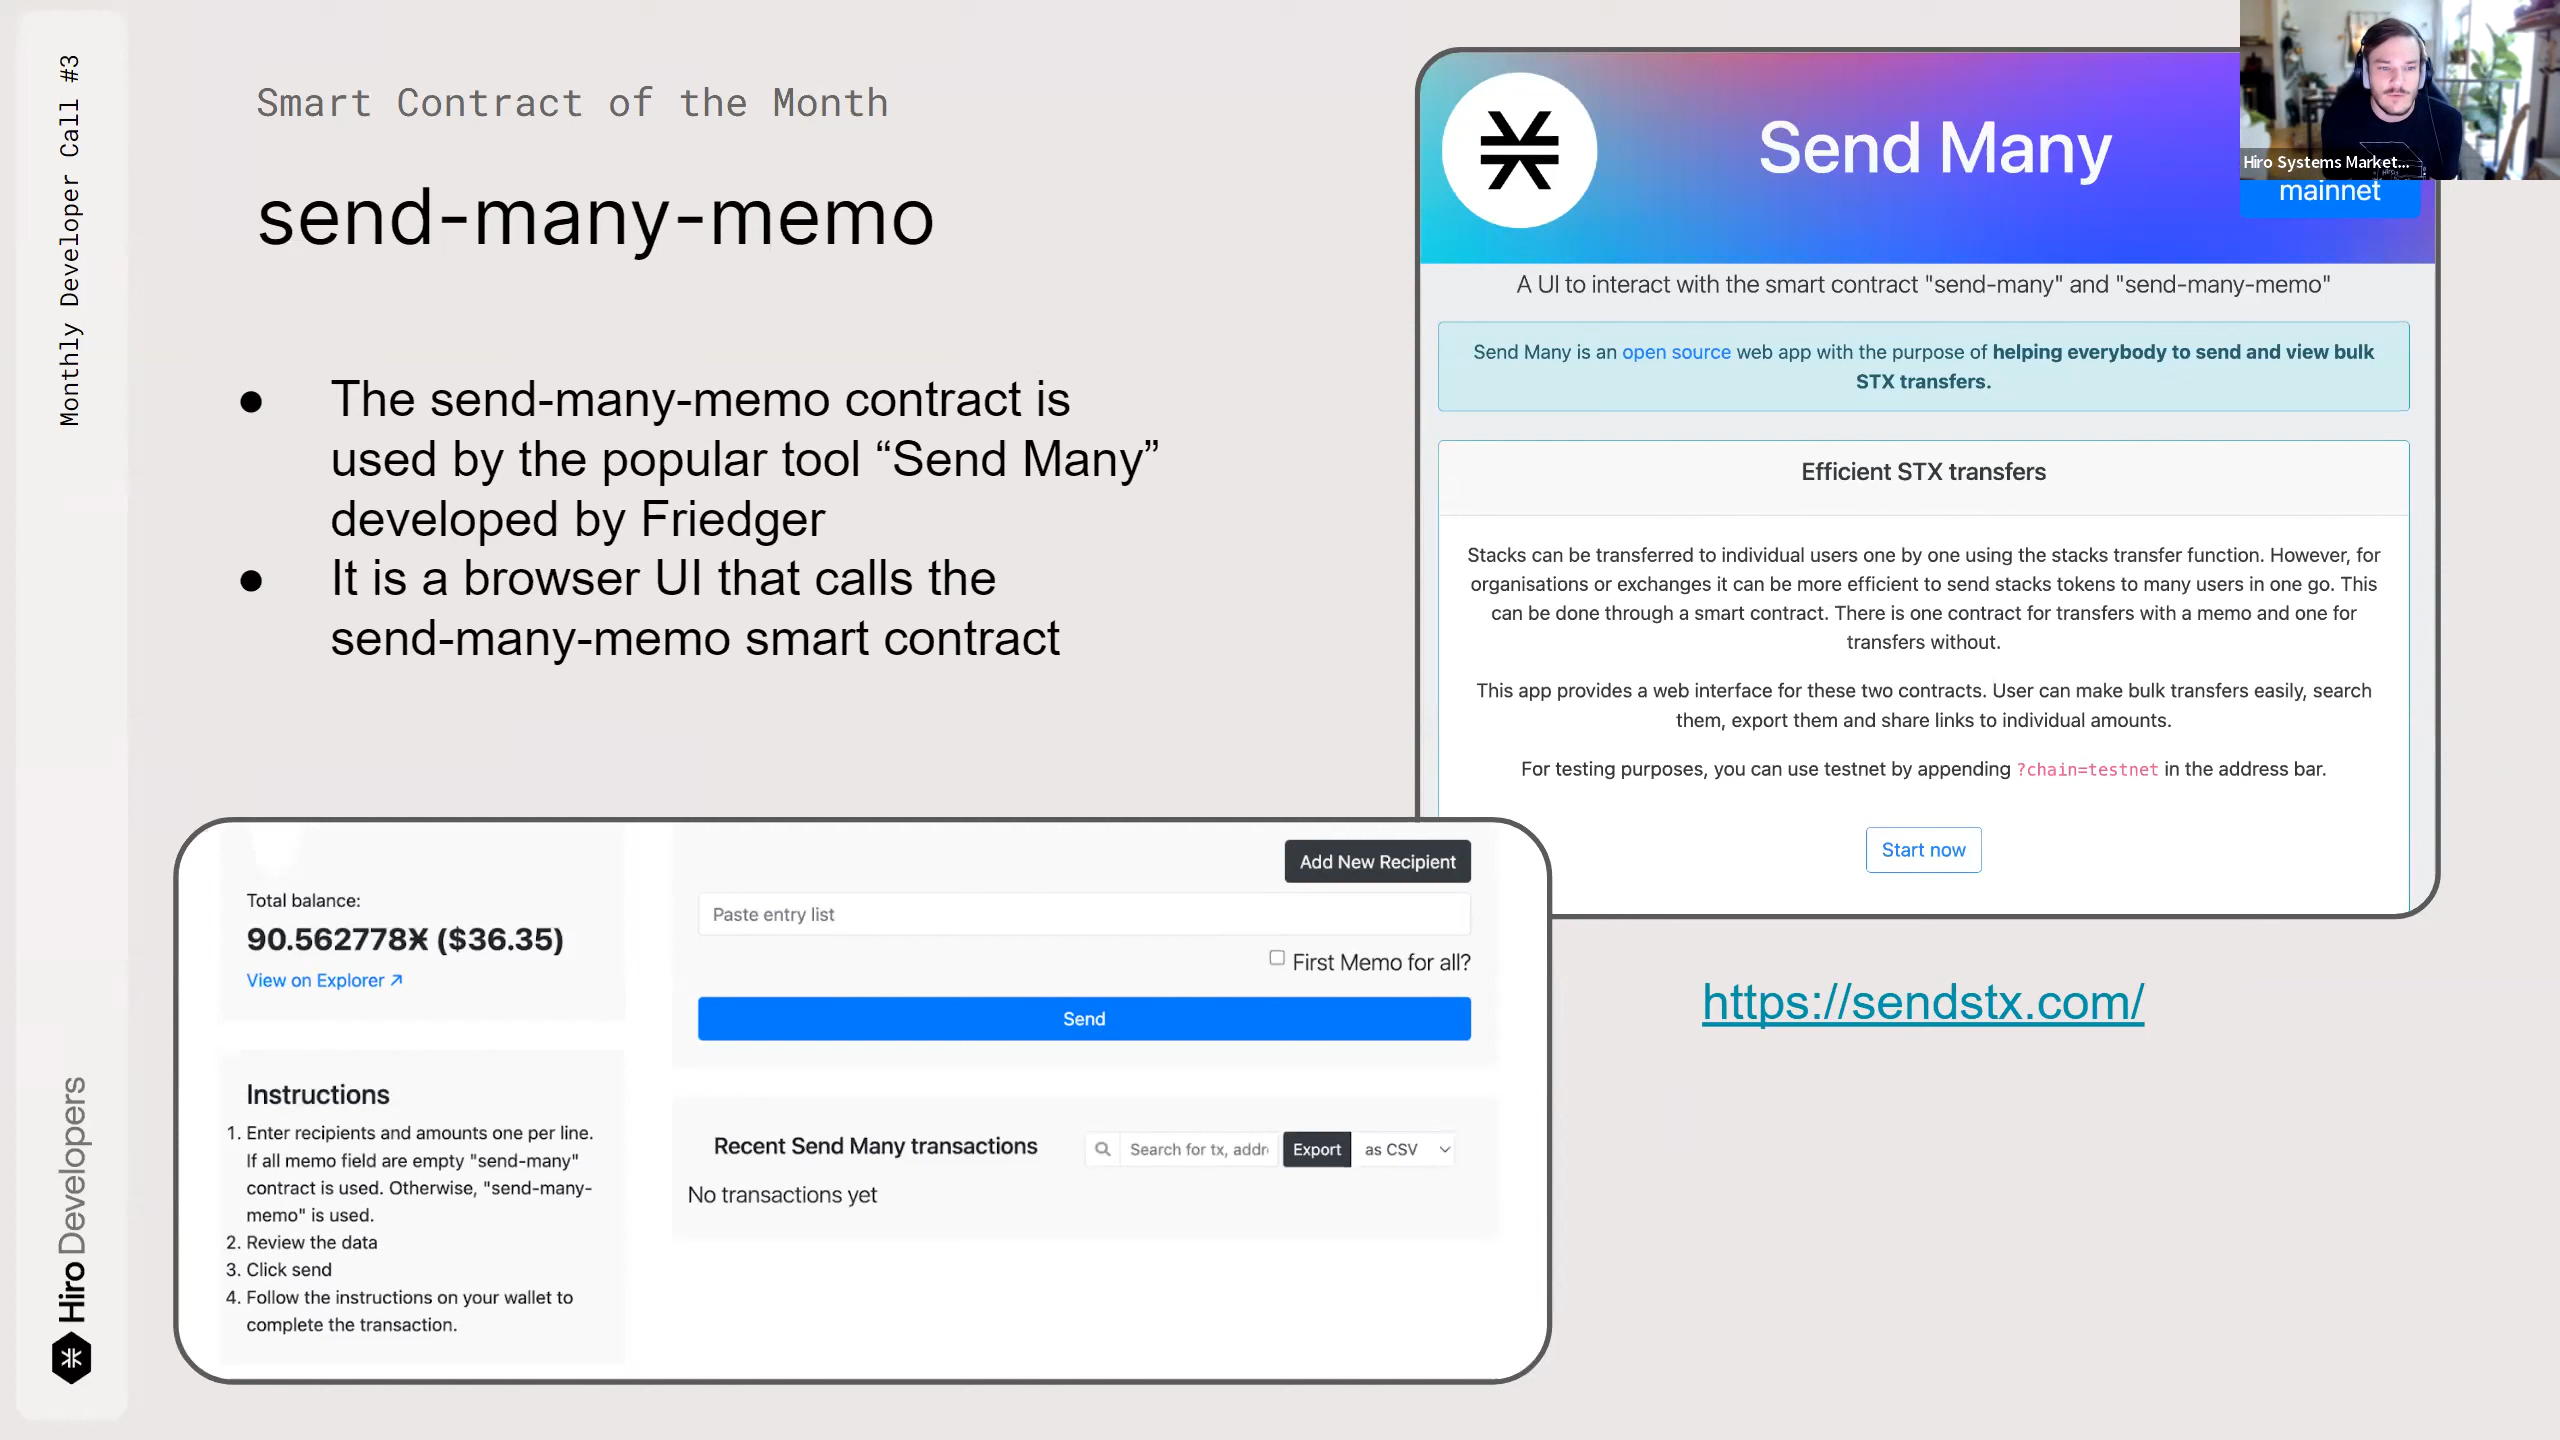 Monthly Developer Call #3
Hiro Developers
Smart Contract of the Month
send-many-memo
● The send-many-memo contract is
used by the popular tool “Send Many”
developed by Friedger
● It is a browser UI that calls the
send-many-memo smart contract
Send Many
Hiro Systems Market...
mainnet
A UI to interact with the smart contract "send-many" and "send-many-memo"
Send Many is an open source web app with the purpose of helping everybody to send and view bulk
STX transfers.
Efficient STX transfers
Stacks can be transferred to individual users one by one using the stacks transfer function. However, for
organisations or exchanges it can be more efficient to send stacks tokens to many users in one go. This
can be done through a smart contract. There is one contract for transfers with a memo and one for
transfers without.
This app provides a web interface for these two contracts. User can make bulk transfers easily, search
them, export them and share links to individual amounts.
For testing purposes, you can use testnet by appending ?chain=testnet in the address bar.
Start now
https://sendstx.com/
Total balance:
90.562778Ӿ ($36.35)
View on Explorer ↗
Instructions
1. Enter recipients and amounts one per line.
If all memo field are empty "send-many"
contract is used. Otherwise, "send-many-
memo" is used.
2. Review the data
3. Click send
4. Follow the instructions on your wallet to
complete the transaction.
Add New Recipient
Paste entry list
First Memo for all?
Send
Recent Send Many transactions
Search for tx, addr
Export
as CSV
No transactions yet